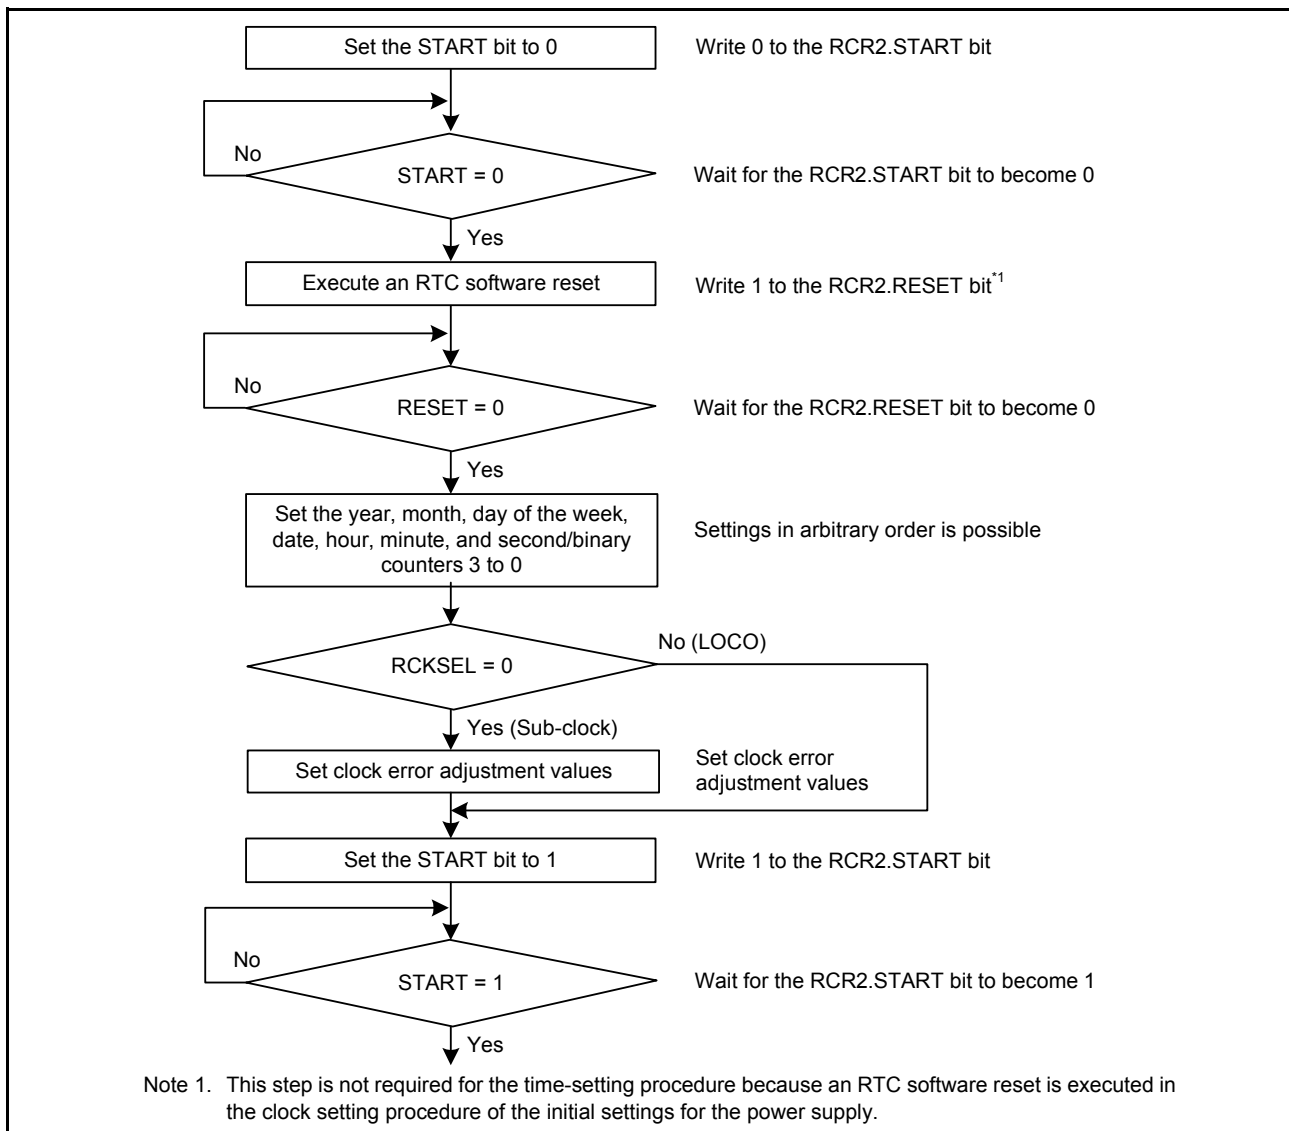 Set the START bit to 0
Write 0 to the RCR2.START bit
No
START = 0
Wait for the RCR2.START bit to become 0
Yes
Execute an RTC software reset
Write 1 to the RCR2.RESET bit*1
No
RESET = 0
Wait for the RCR2.RESET bit to become 0
Yes
Set the year, month, day of the week,
date, hour, minute, and second/binary
counters 3 to 0
Settings in arbitrary order is possible
No (LOCO)
RCKSEL = 0
Yes (Sub-clock)
Set clock error adjustment values
Set clock error
adjustment values
Set the START bit to 1
Write 1 to the RCR2.START bit
No
START = 1
Wait for the RCR2.START bit to become 1
Yes
Note 1. This step is not required for the time-setting procedure because an RTC software reset is executed in
the clock setting procedure of the initial settings for the power supply.